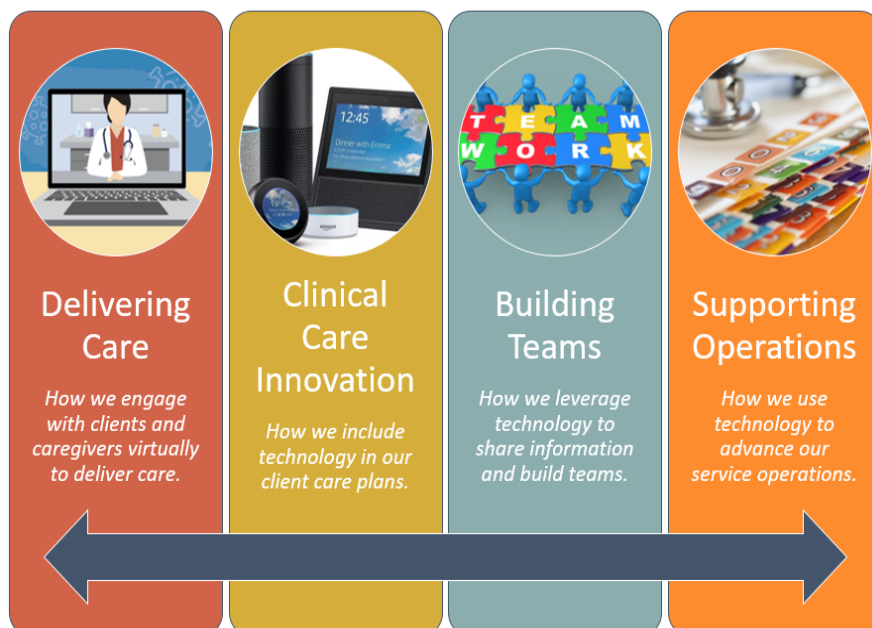 Delivering
Care
How we engage
with clients and
caregivers virtually
to deliver care.
12:45
Dinner with Emma
amazon
Clinical
Care
Innovation
How we include
technology in our
client care plans.
TEAM
WORK
Building
Teams
How we leverage
technology to
share information
and build teams.
Supporting
Operations
How we use
technology to
advance our
service operations.